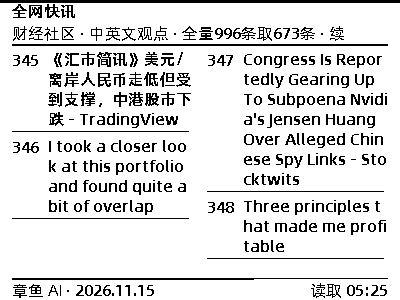 全网快讯
财经社区 · 中英文观点 · 全量996条取673条 · 续
345 《汇市简讯》美元/
离岸人民币走低但受
到支撑，中港股市下
跌 - TradingView
346 I took a closer loo
k at this portfolio
and found quite a
bit of overlap
347 Congress Is Repor
tedly Gearing Up
To Subpoena Nvidi
a's Jensen Huang
Over Alleged Chin
ese Spy Links - Sto
cktwits
348 Three principles t
hat made me profi
table
章鱼 AI · 2026.11.15
读取 05:25